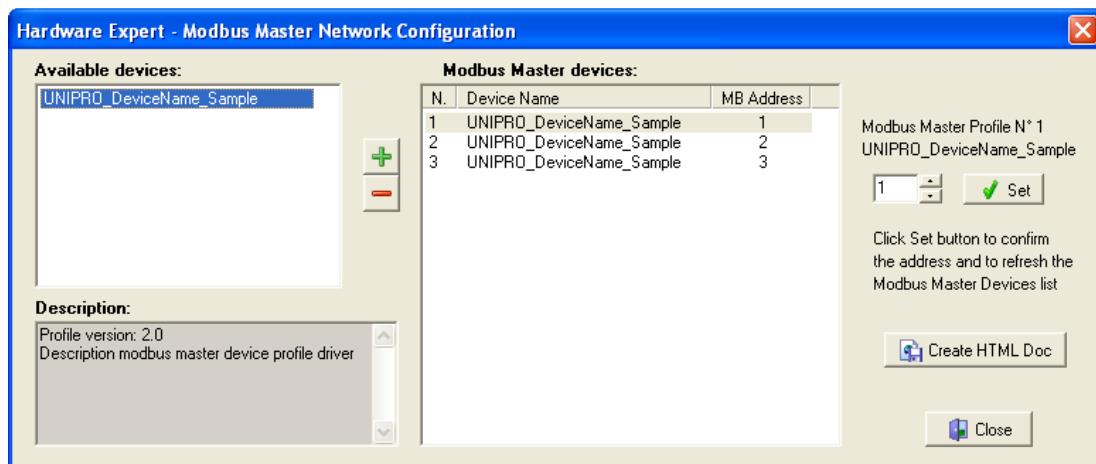 Hardware Expert - Modbus Master Network Configuration
Available devices:
UNIPRO_DeviceName_Sample
Description:
Profile version: 2.0
Description modbus master device profile driver
Modbus Master devices:
N. Device Name MB Address
1 UNIPRO_DeviceName_Sample 1
2 UNIPRO_DeviceName_Sample 2
3 UNIPRO_DeviceName_Sample 3
Modbus Master Profile N° 1
UNIPRO_DeviceName_Sample
1 Set
Click Set button to confirm
the address and to refresh the
Modbus Master Devices list
Create HTML Doc
Close